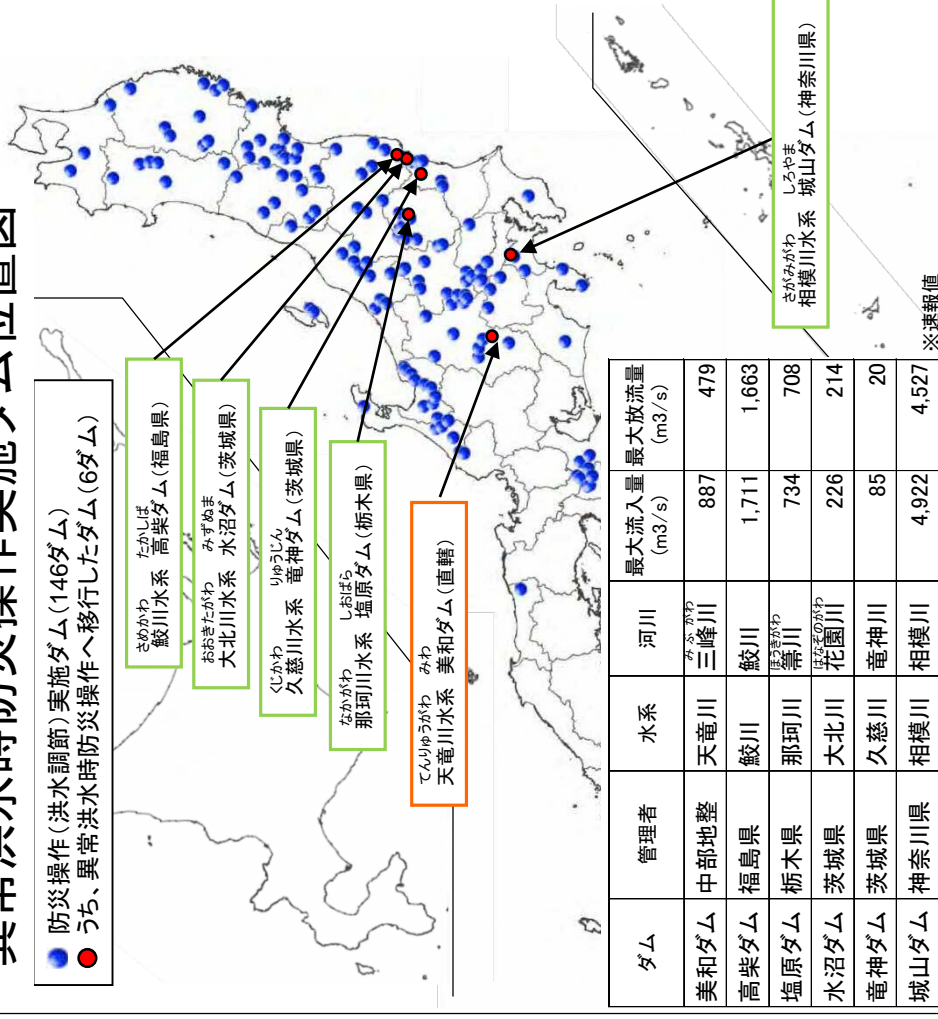 異常洪水時防災操作実施ダム位置図
防災操作(洪水調節)実施ダム(146ダム)
うち、異常洪水時防災操作へ移行したダム(6ダム)
さめかわ たかしば
鮫川水系 高柴ダム(福島県)
おおきたがわ みずぬま
大北川水系 水沼ダム(茨城県)
くじかわ りゅうじん
久慈川水系 竜神ダム(茨城県)
なかがわ しおばら
那珂川水系 塩原ダム(栃木県)
てんりゅうがわ みわ
天竜川水系 美和ダム(直轄)
さがみがわ しろやま
相模川水系 城山ダム(神奈川県)
ダム 管理者 水系 河川 最大流入量(m3/s) 最大放流量(m3/s)
美和ダム 中部地整 天竜川 三峰川(みぶがわ) 887 479
高柴ダム 福島県 鮫川 鮫川 1,711 1,663
塩原ダム 栃木県 那珂川 箒川(ほうきがわ) 734 708
水沼ダム 茨城県 大北川 花園川(はなぞのがわ) 226 214
竜神ダム 茨城県 久慈川 竜神川 85 20
城山ダム 神奈川県 相模川 相模川 4,922 4,527
※速報値